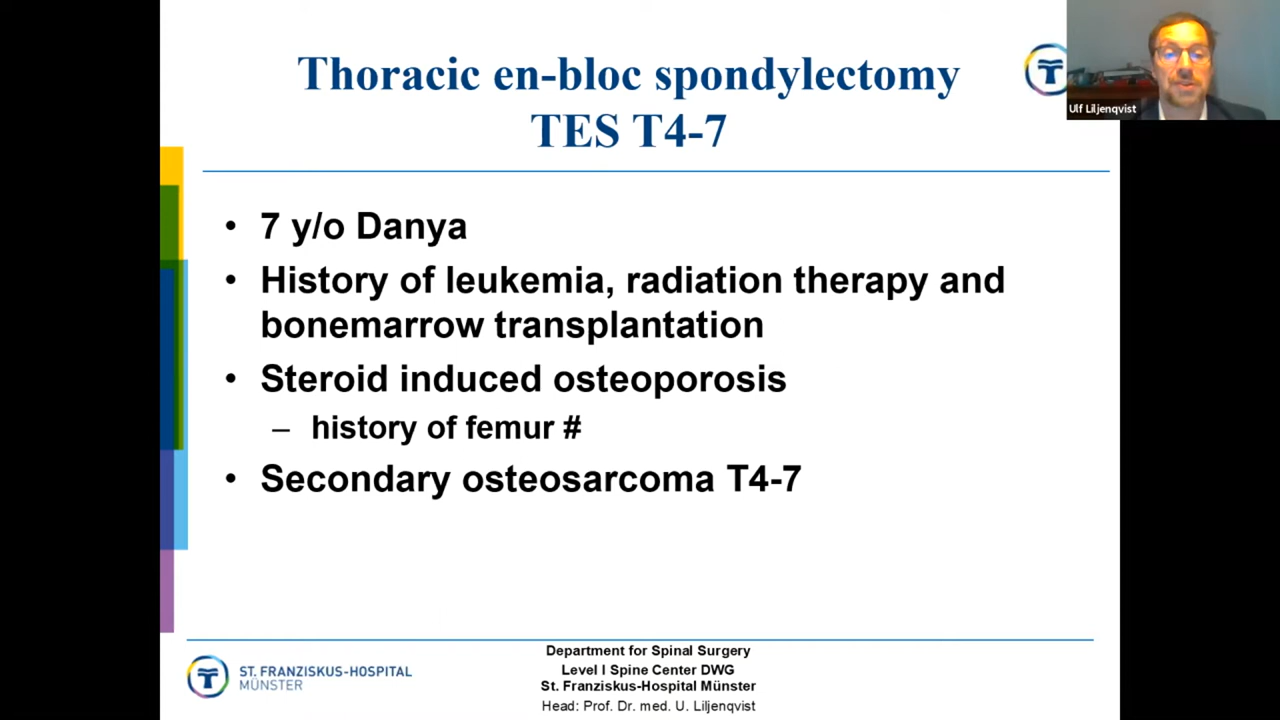 Thoracic en-bloc spondylectomy
TES T4-7
Ulf Liljenqvist
• 7 y/o Danya
• History of leukemia, radiation therapy and
bonemarrow transplantation
• Steroid induced osteoporosis
– history of femur #
• Secondary osteosarcoma T4-7
ST. FRANZISKUS-HOSPITAL
MÜNSTER
Department for Spinal Surgery
Level I Spine Center DWG
St. Franziskus-Hospital Münster
Head: Prof. Dr. med. U. Liljenqvist